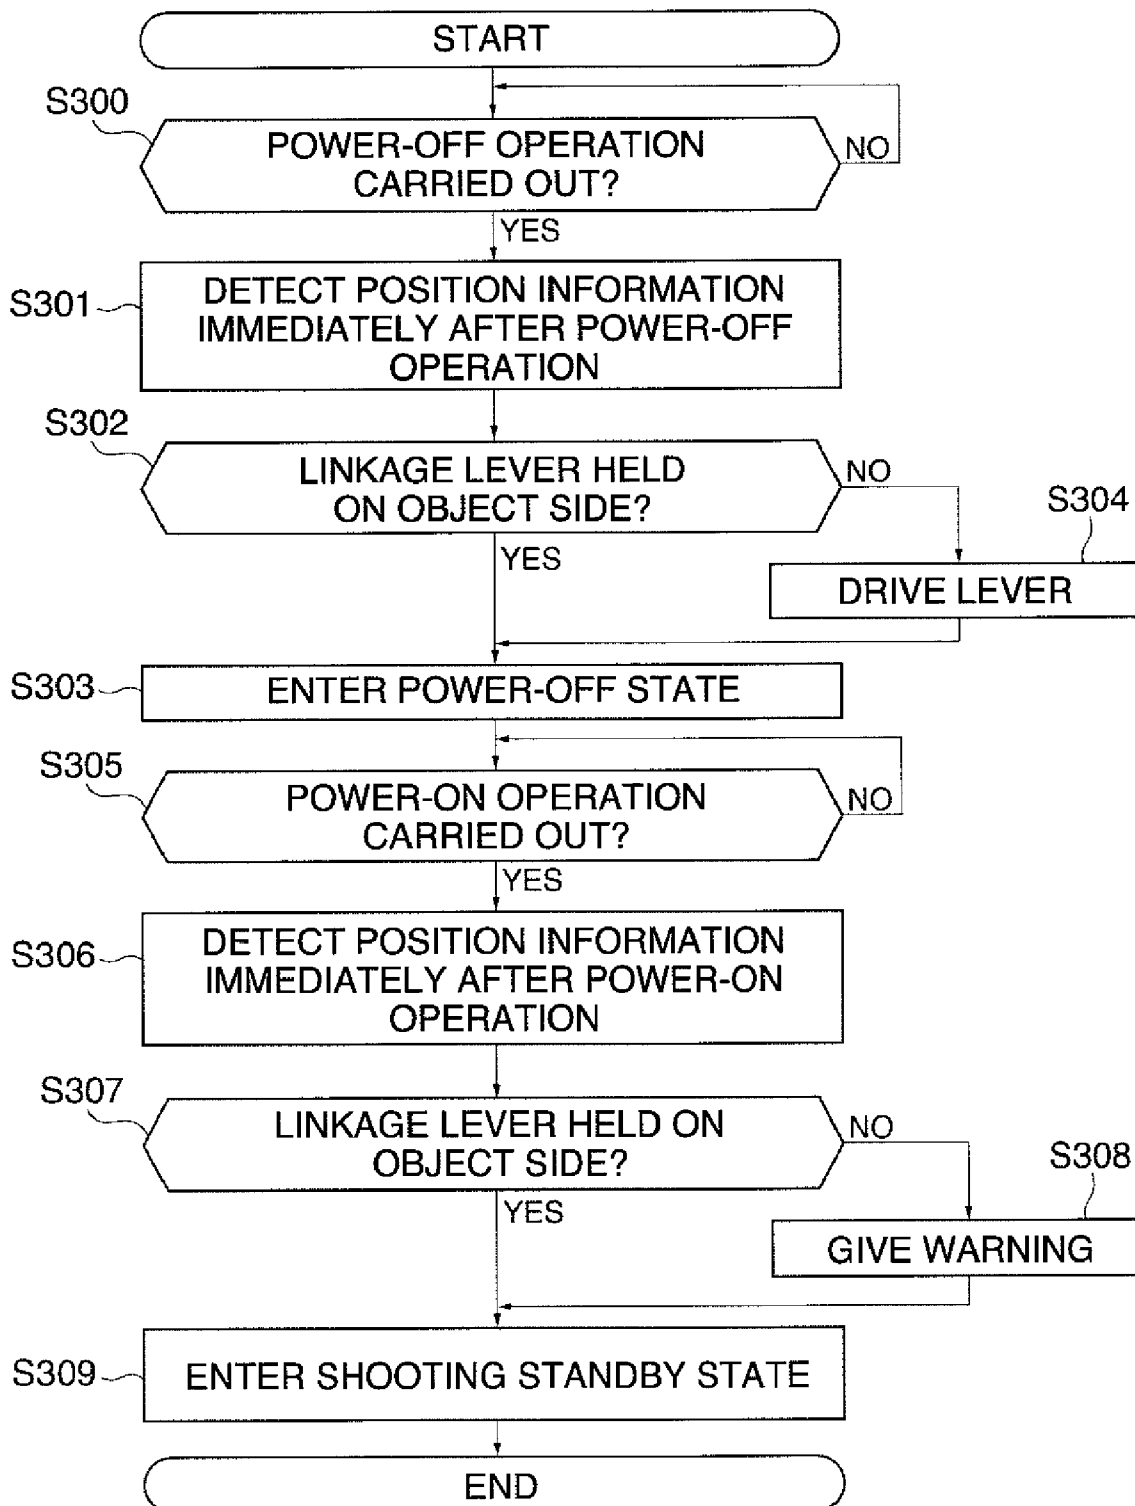 START
S300
POWER-OFF OPERATION
CARRIED OUT?
NO
YES
S301
DETECT POSITION INFORMATION
IMMEDIATELY AFTER POWER-OFF
OPERATION
S302
LINKAGE LEVER HELD
ON OBJECT SIDE?
NO
YES
S304
DRIVE LEVER
S303
ENTER POWER-OFF STATE
S305
POWER-ON OPERATION
CARRIED OUT?
NO
YES
S306
DETECT POSITION INFORMATION
IMMEDIATELY AFTER POWER-ON
OPERATION
S307
LINKAGE LEVER HELD ON
OBJECT SIDE?
NO
YES
S308
GIVE WARNING
S309
ENTER SHOOTING STANDBY STATE
END